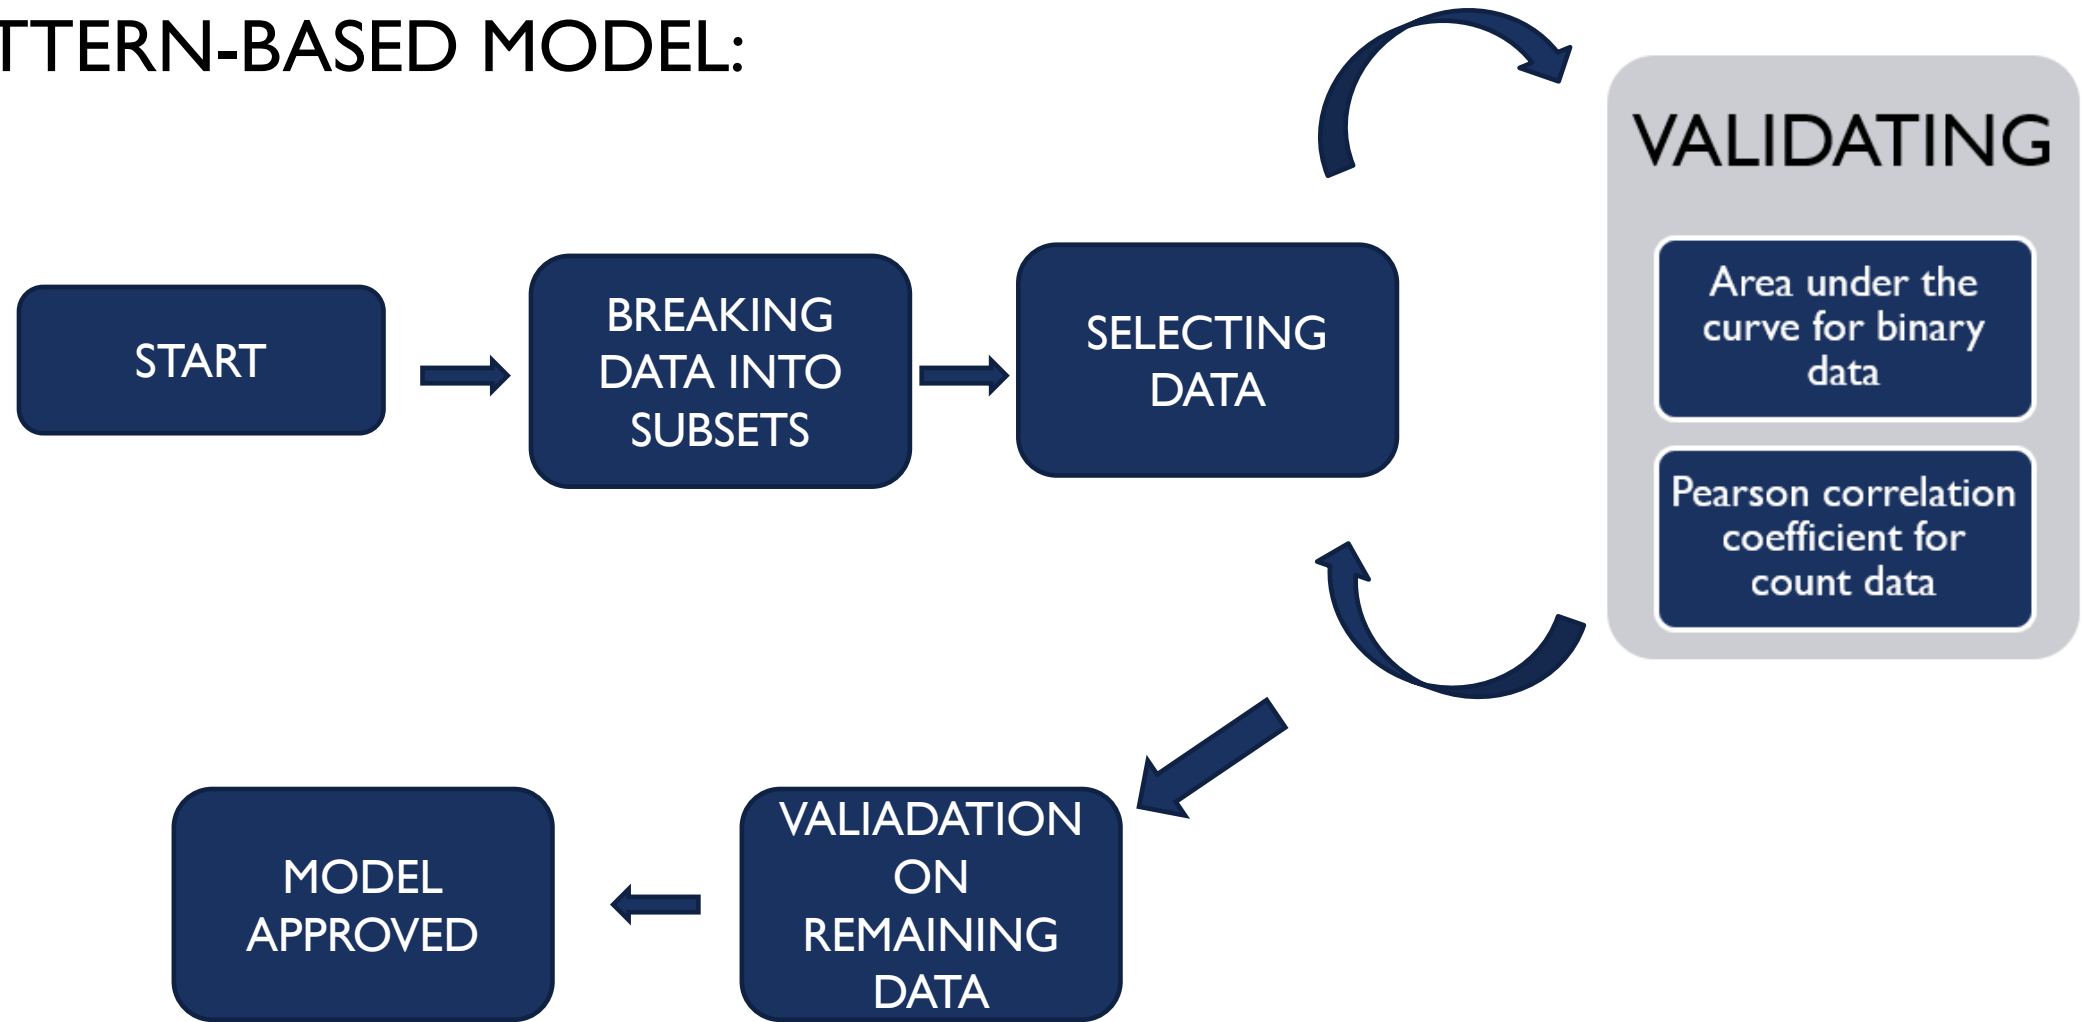 TTERN-BASED MODEL:
VALIDATING
START
BREAKING
DATA INTO
SUBSETS
SELECTING
DATA
Area under the
curve for binary
data
Pearson correlation
coefficient for
count data
VALIADATION
ON
REMAINING
DATA
MODEL
APPROVED